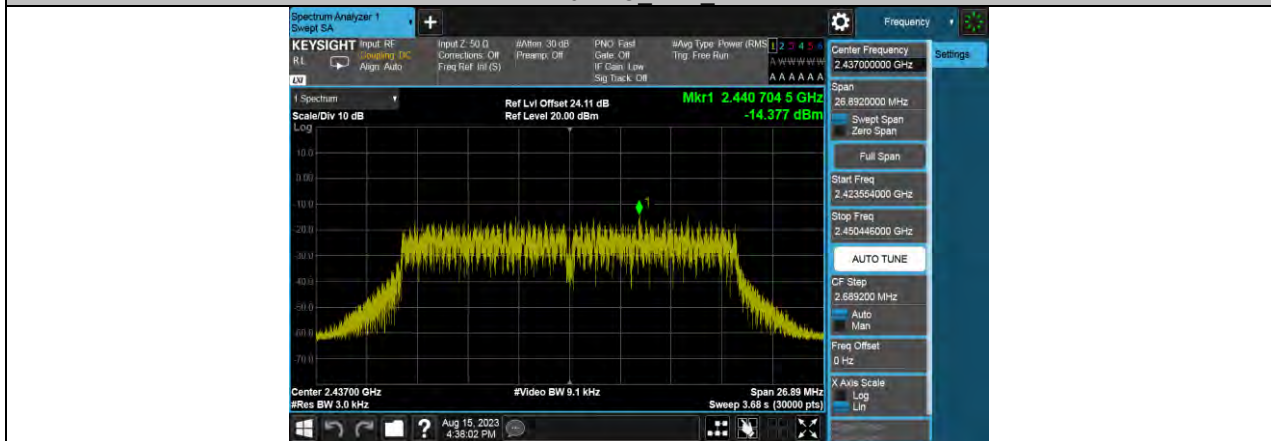 Spectrum Analyzer 1
Swept SA
+
Frequency
KEYSIGHT
RL
LXI
Input: RF
Coupling: DC
Align: Auto
Input Z: 50 Ω
Corrections: Off
Freq Ref: Int (S)
#Atten: 30 dB
Preamp: Off
PNO: Fast
Gate: Off
IF Gain: Low
Sig Track: Off
#Avg Type: Power (RMS
Trig: Free Run
1 2 3 4 5 6
A W W W W W
A A A A A A
Center Frequency
2.437000000 GHz
Settings
1 Spectrum
Scale/Div 10 dB
Log
Ref Lvl Offset 24.11 dB
Ref Level 20.00 dBm
Mkr1 2.440 704 5 GHz
-14.377 dBm
Span
26.8920000 MHz
Swept Span
Zero Span
Full Span
Start Freq
2.423554000 GHz
Stop Freq
2.450446000 GHz
AUTO TUNE
CF Step
2.689200 MHz
Auto
Man
Freq Offset
0 Hz
X Axis Scale
Log
Lin
10.0
0.00
-10.0
-20.0
-30.0
-40.0
-50.0
-60.0
-70.0
1
Center 2.43700 GHz
#Res BW 3.0 kHz
#Video BW 9.1 kHz
Span 26.89 MHz
Sweep 3.68 s (30000 pts)
?
Aug 15, 2023
4:38:02 PM